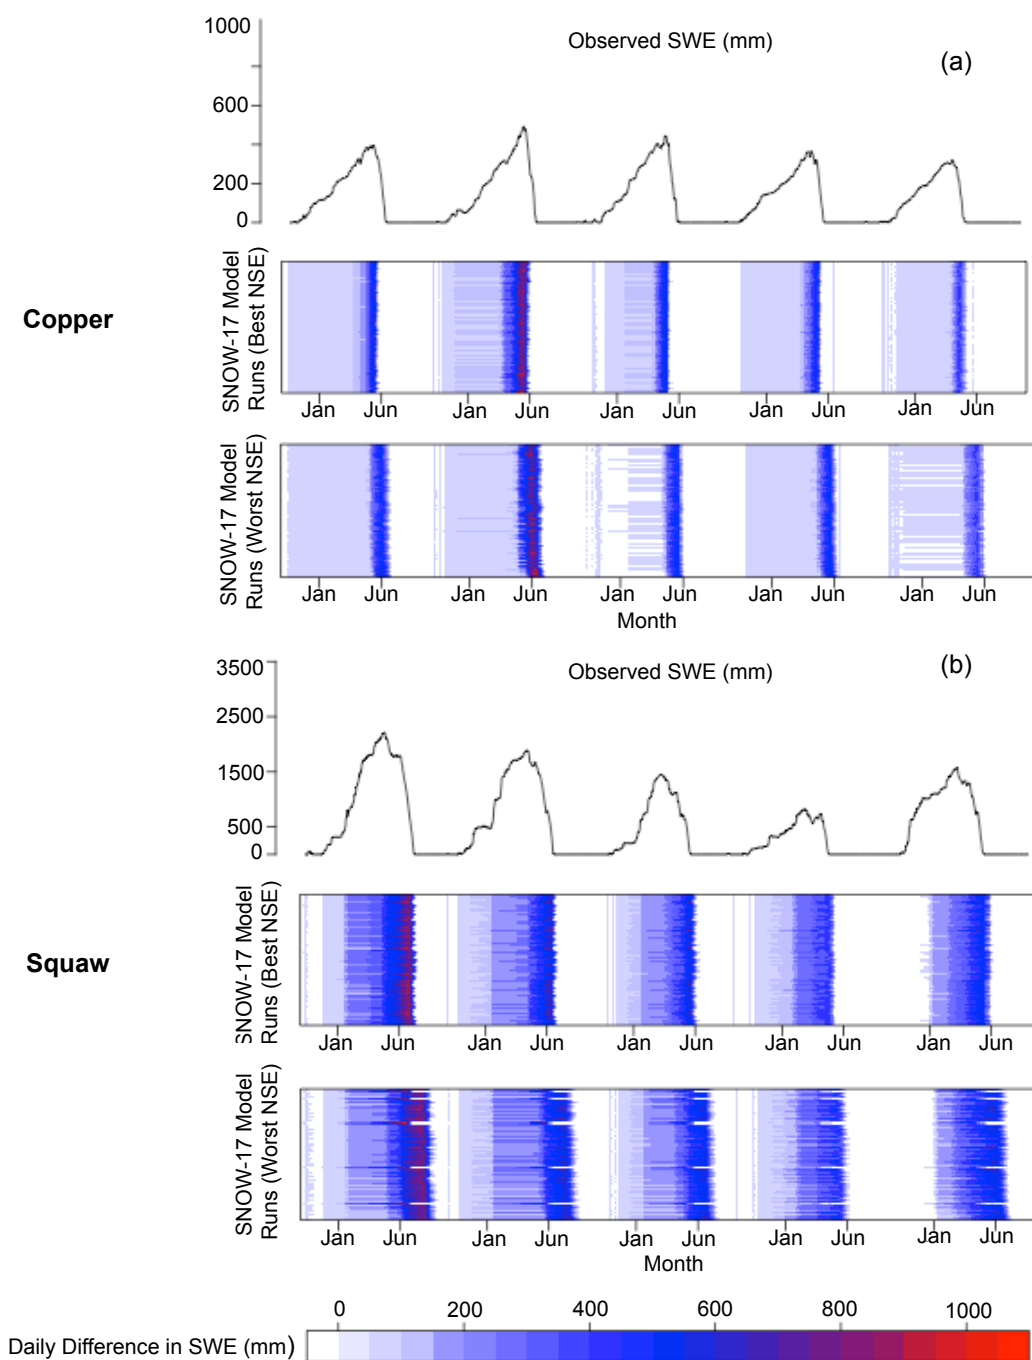 1000
Observed SWE (mm)
(a)
600
200
0
Copper
SNOW-17 Model
Runs (Best NSE)
Jan Jun Jan Jun Jan Jun Jan Jun Jan Jun
SNOW-17 Model
Runs (Worst NSE)
Jan Jun Jan Jun Jan Jun Jan Jun Jan Jun
Month
3500
Observed SWE (mm)
(b)
2500
1500
500
0
Squaw
SNOW-17 Model
Runs (Best NSE)
Jan Jun Jan Jun Jan Jun Jan Jun Jan Jun
SNOW-17 Model
Runs (Worst NSE)
Jan Jun Jan Jun Jan Jun Jan Jun Jan Jun
Month
0 200 400 600 800 1000
Daily Difference in SWE (mm)